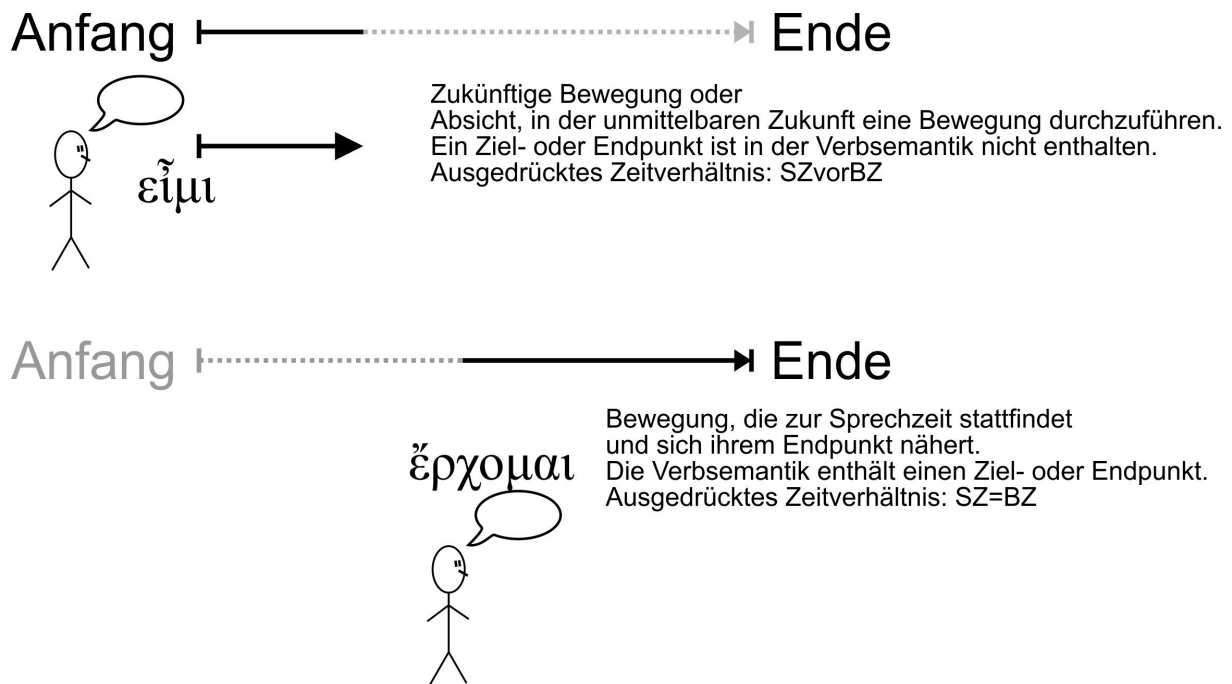 Anfang Ende
Zukünftige Bewegung oder
Absicht, in der unmittelbaren Zukunft eine Bewegung durchzuführen.
Ein Ziel- oder Endpunkt ist in der Verbsemantik nicht enthalten.
Ausgedrücktes Zeitverhältnis: SZvorBZ
εἶμι
Anfang Ende
Bewegung, die zur Sprechzeit stattfindet
und sich ihrem Endpunkt nähert.
Die Verbsemantik enthält einen Ziel- oder Endpunkt.
Ausgedrücktes Zeitverhältnis: SZ=BZ
ἔρχομαι